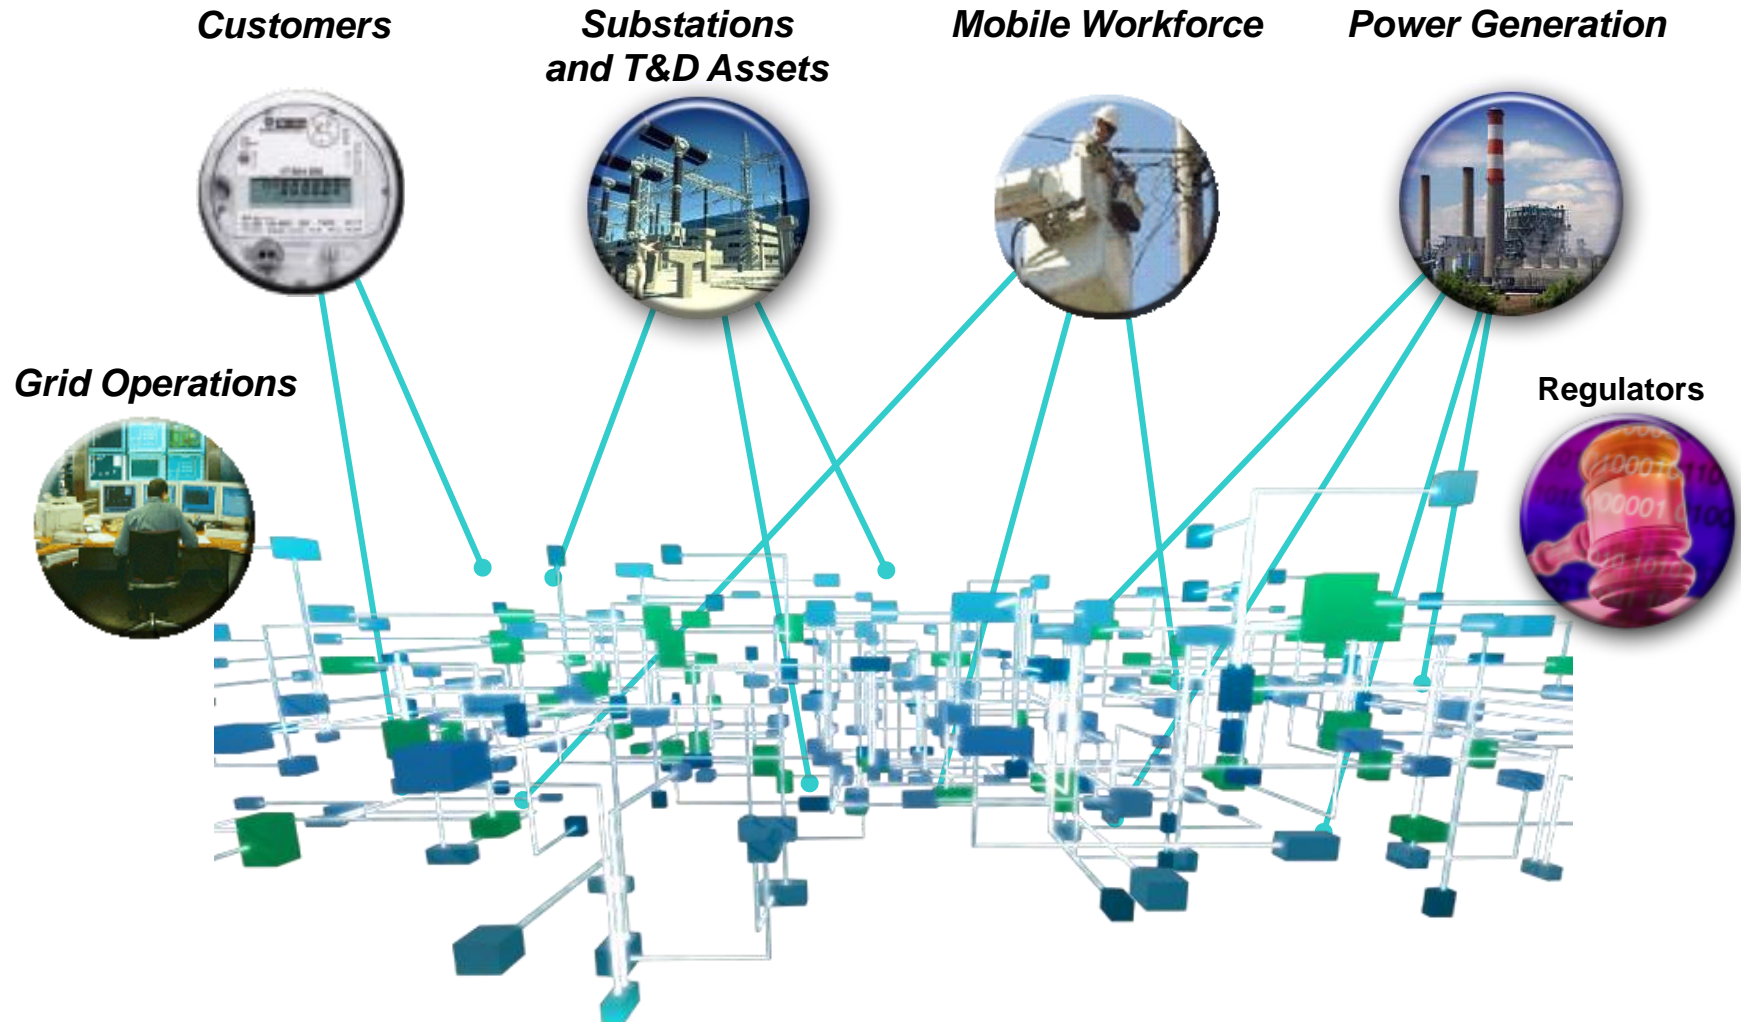 Customers
Substations
and T&D Assets
Mobile Workforce
Power Generation
Grid Operations
Regulators